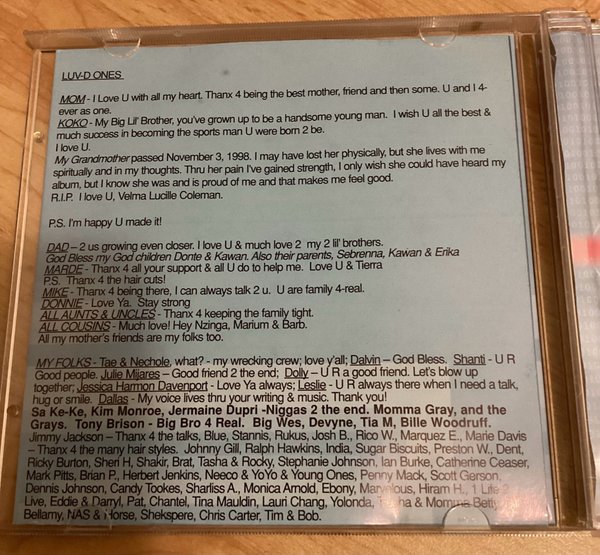 LUV-D ONES
MOM - I Love U with all my heart. Thanx 4 being the best mother, friend and then some. U and I 4-
ever as one.
KOKO - My Big Lil' Brother, you've grown up to be a handsome young man. I wish U all the best &
much success in becoming the sports man U were born 2 be.
I love U.
My Grandmother passed November 3, 1998. I may have lost her physically, but she lives with me
spiritually and in my thoughts. Thru her pain I've gained strength, I only wish she could have heard my
album, but I know she was and is proud of me and that makes me feel good.
R.I.P. I love U, Velma Lucille Coleman.
P.S. I'm happy U made it!
DAD – 2 us growing even closer. I love U & much love 2 my 2 lil' brothers.
God Bless my God children Donte & Kawan. Also their parents, Sebrenna, Kawan & Erika
MARDE - Thanx 4 all your support & all U do to help me. Love U & Tierra
P.S. Thanx 4 the hair cuts!
MIKE - Thanx 4 being there, I can always talk 2 u. U are family 4-real.
DONNIE - Love Ya. Stay strong
ALL AUNTS & UNCLES - Thanx 4 keeping the family tight.
ALL COUSINS - Much love! Hey Nzinga, Marium & Barb.
All my mother's friends are my folks too.
MY FOLKS - Tae & Nechole, what? - my wrecking crew; love y'all; Dalvin – God Bless. Shanti - U R
Good people. Julie Mijares – Good friend 2 the end; Dolly – U R a good friend. Let's blow up
together; Jessica Harmon Davenport - Love Ya always; Leslie - U R always there when I need a talk,
hug or smile. Dallas - My voice lives thru your writing & music. Thank you!
Sa Ke-Ke, Kim Monroe, Jermaine Dupri -Niggas 2 the end. Momma Gray, and the
Grays. Tony Brison - Big Bro 4 Real. Big Wes, Devyne, Tia M, Bille Woodruff.
Jimmy Jackson – Thanx 4 the talks, Blue, Stannis, Rukus, Josh B., Rico W., Marquez E., Marie Davis
– Thanx 4 the many hair styles. Johnny Gill, Ralph Hawkins, India, Sugar Biscuits, Preston W., Dent,
Ricky Burton, Sheri H, Shakir, Brat, Tasha & Rocky, Stephanie Johnson, Ian Burke, Catherine Ceaser,
Mark Pitts, Brian P., Herbert Jenkins, Neeco & YoYo & Young Ones, Penny Mack, Scott Gerson,
Dennis Johnson, Candy Tookes, Sharliss A., Monica Arnold, Ebony, Marvelous, Hiram H., 1 Life 2
Live, Eddie & Darryl, Pat, Chantel, Tina Mauldin, Lauri Chang, Yolonda, & Momma Betty
Bellamy, NAS & Horse, Shekspere, Chris Carter, Tim & Bob.